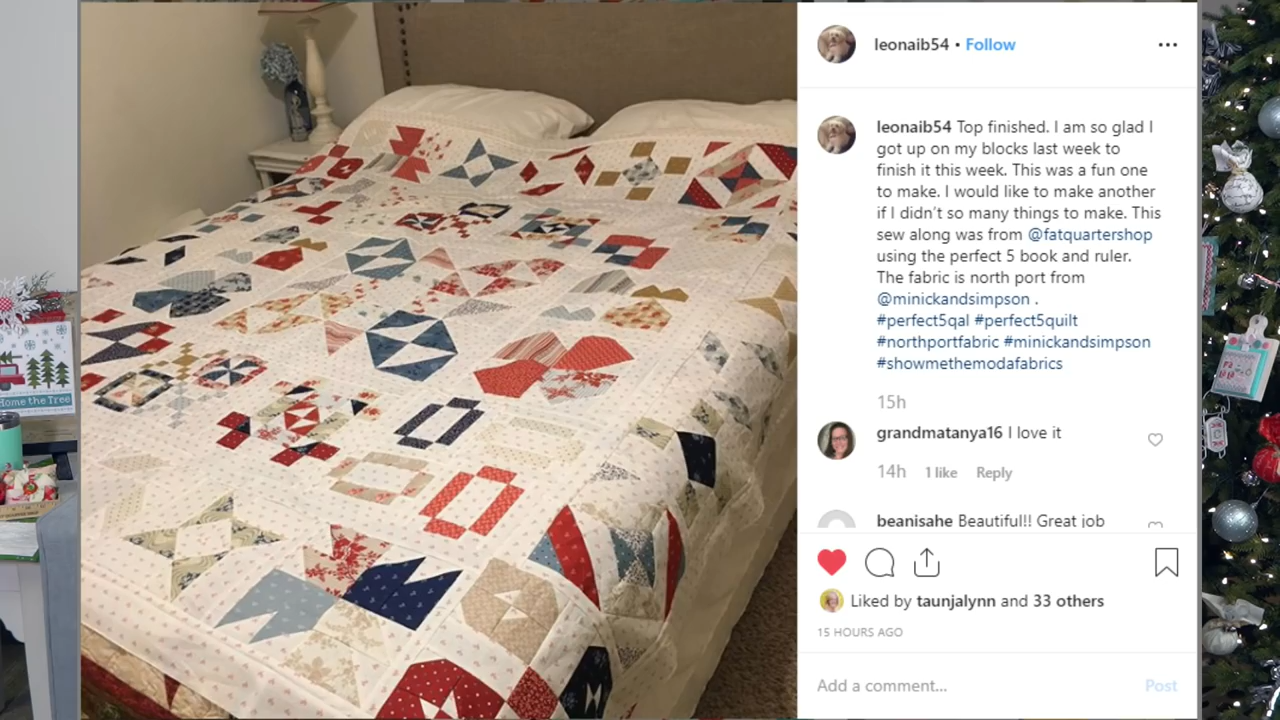 leonaib54 • Follow
leonaib54 Top finished. I am so glad I
got up on my blocks last week to
finish it this week. This was a fun one
to make. I would like to make another
if I didn't so many things to make. This
sew along was from @fatquartershop
using the perfect 5 book and ruler.
The fabric is north port from
@minickandsimpson .
#perfect5qal #perfect5quilt
#northportfabric #minickandsimpson
#showmethemodafabrics
15h
grandmatanya16 I love it
14h 1 like Reply
beanisahe Beautiful!! Great job
Liked by taunjalynn and 33 others
15 HOURS AGO
Add a comment... Post
Home the Tree